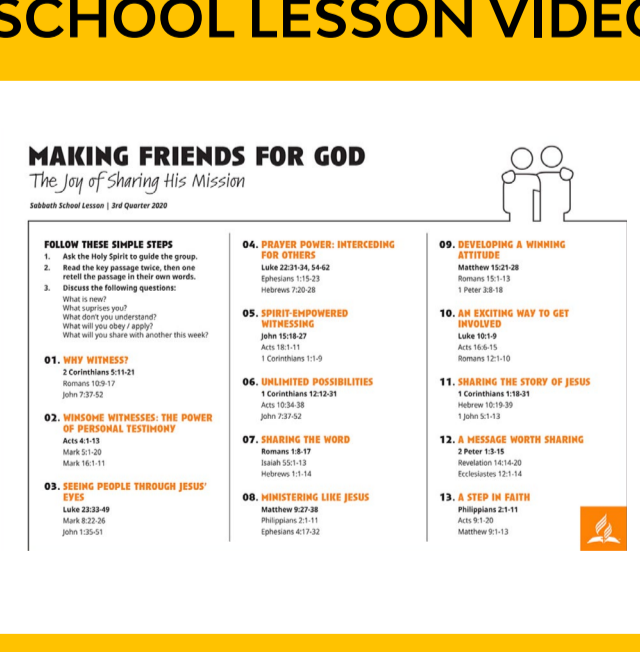 SCHOOL LESSON VIDEO
MAKING FRIENDS FOR GOD
The Joy of Sharing His Mission
Sabbath School Lesson | 3rd Quarter 2020
FOLLOW THESE SIMPLE STEPS
1. Ask the Holy Spirit to guide the group.
2. Read the key passage twice, then one
retell the passage in their own words.
3. Discuss the following questions:
What is new?
What suprises you?
What don't you understand?
What will you obey / apply?
What will you share with another this week?
01. WHY WITNESS?
2 Corinthians 5:11-21
Romans 10:9-17
John 7:37-52
02. WINSOME WITNESSES: THE POWER
OF PERSONAL TESTIMONY
Acts 4:1-13
Mark 5:1-20
Mark 16:1-11
03. SEEING PEOPLE THROUGH JESUS'
EYES
Luke 23:33-49
Mark 8:22-26
John 1:35-51
04. PRAYER POWER: INTERCEDING
FOR OTHERS
Luke 22:31-34, 54-62
Ephesians 1:15-23
Hebrews 7:20-28
05. SPIRIT-EMPOWERED
WITNESSING
John 15:18-27
Acts 18:1-11
1 Corinthians 1:1-9
06. UNLIMITED POSSIBILITIES
1 Corinthians 12:12-31
Acts 10:34-38
John 7:37-52
07. SHARING THE WORD
Romans 1:8-17
Isaiah 55:1-13
Hebrews 1:1-14
08. MINISTERING LIKE JESUS
Matthew 9:27-38
Philippians 2:1-11
Ephesians 4:17-32
09. DEVELOPING A WINNING
ATTITUDE
Matthew 15:21-28
Romans 15:1-13
1 Peter 3:8-18
10. AN EXCITING WAY TO GET
INVOLVED
Luke 10:1-9
Acts 16:6-15
Romans 12:1-10
11. SHARING THE STORY OF JESUS
1 Corinthians 1:18-31
Hebrew 10:19-39
1 John 5:1-13
12. A MESSAGE WORTH SHARING
2 Peter 1:3-15
Revelation 14:14-20
Ecclesiastes 12:1-14
13. A STEP IN FAITH
Philippians 2:1-11
Acts 9:1-20
Matthew 9:1-13